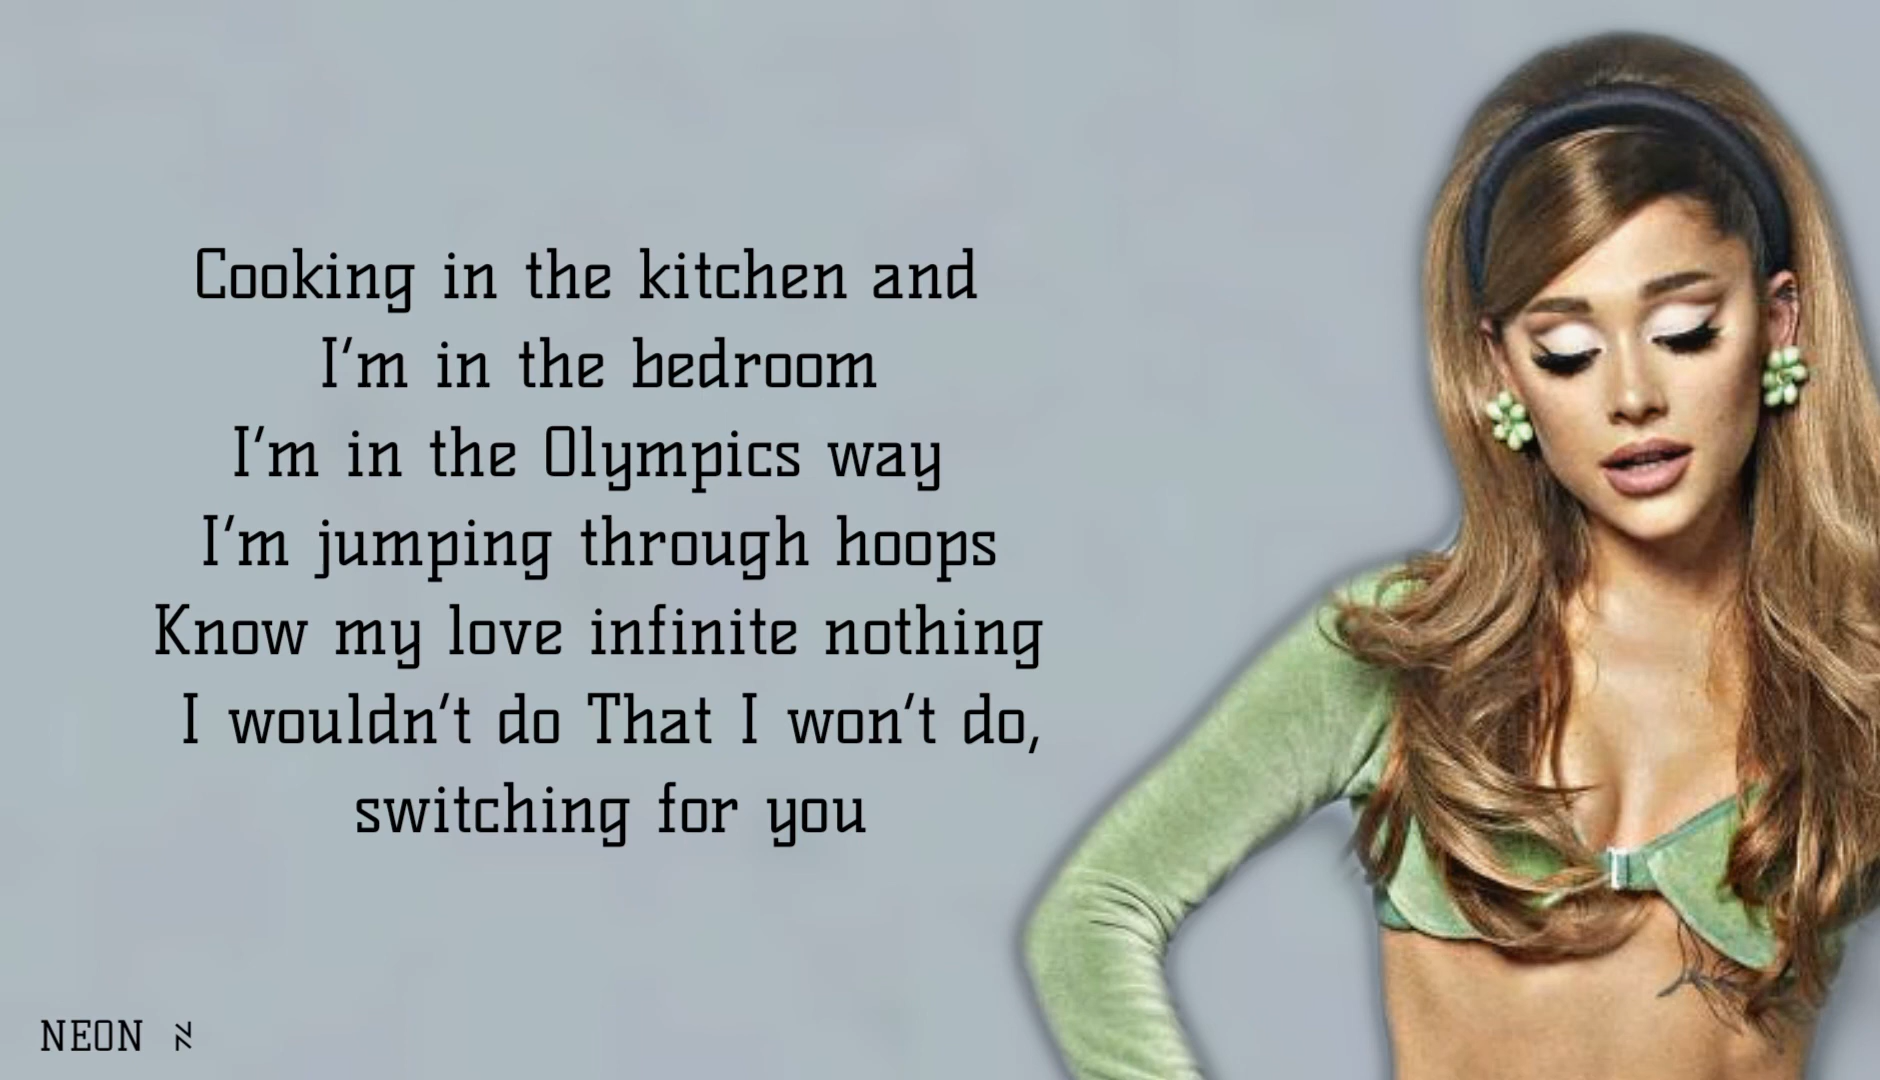 Cooking in the kitchen and
I'm in the bedroom
I'm in the Olympics way
I'm jumping through hoops
Know my love infinite nothing
I wouldn't do That I won't do,
switching for you
NEON